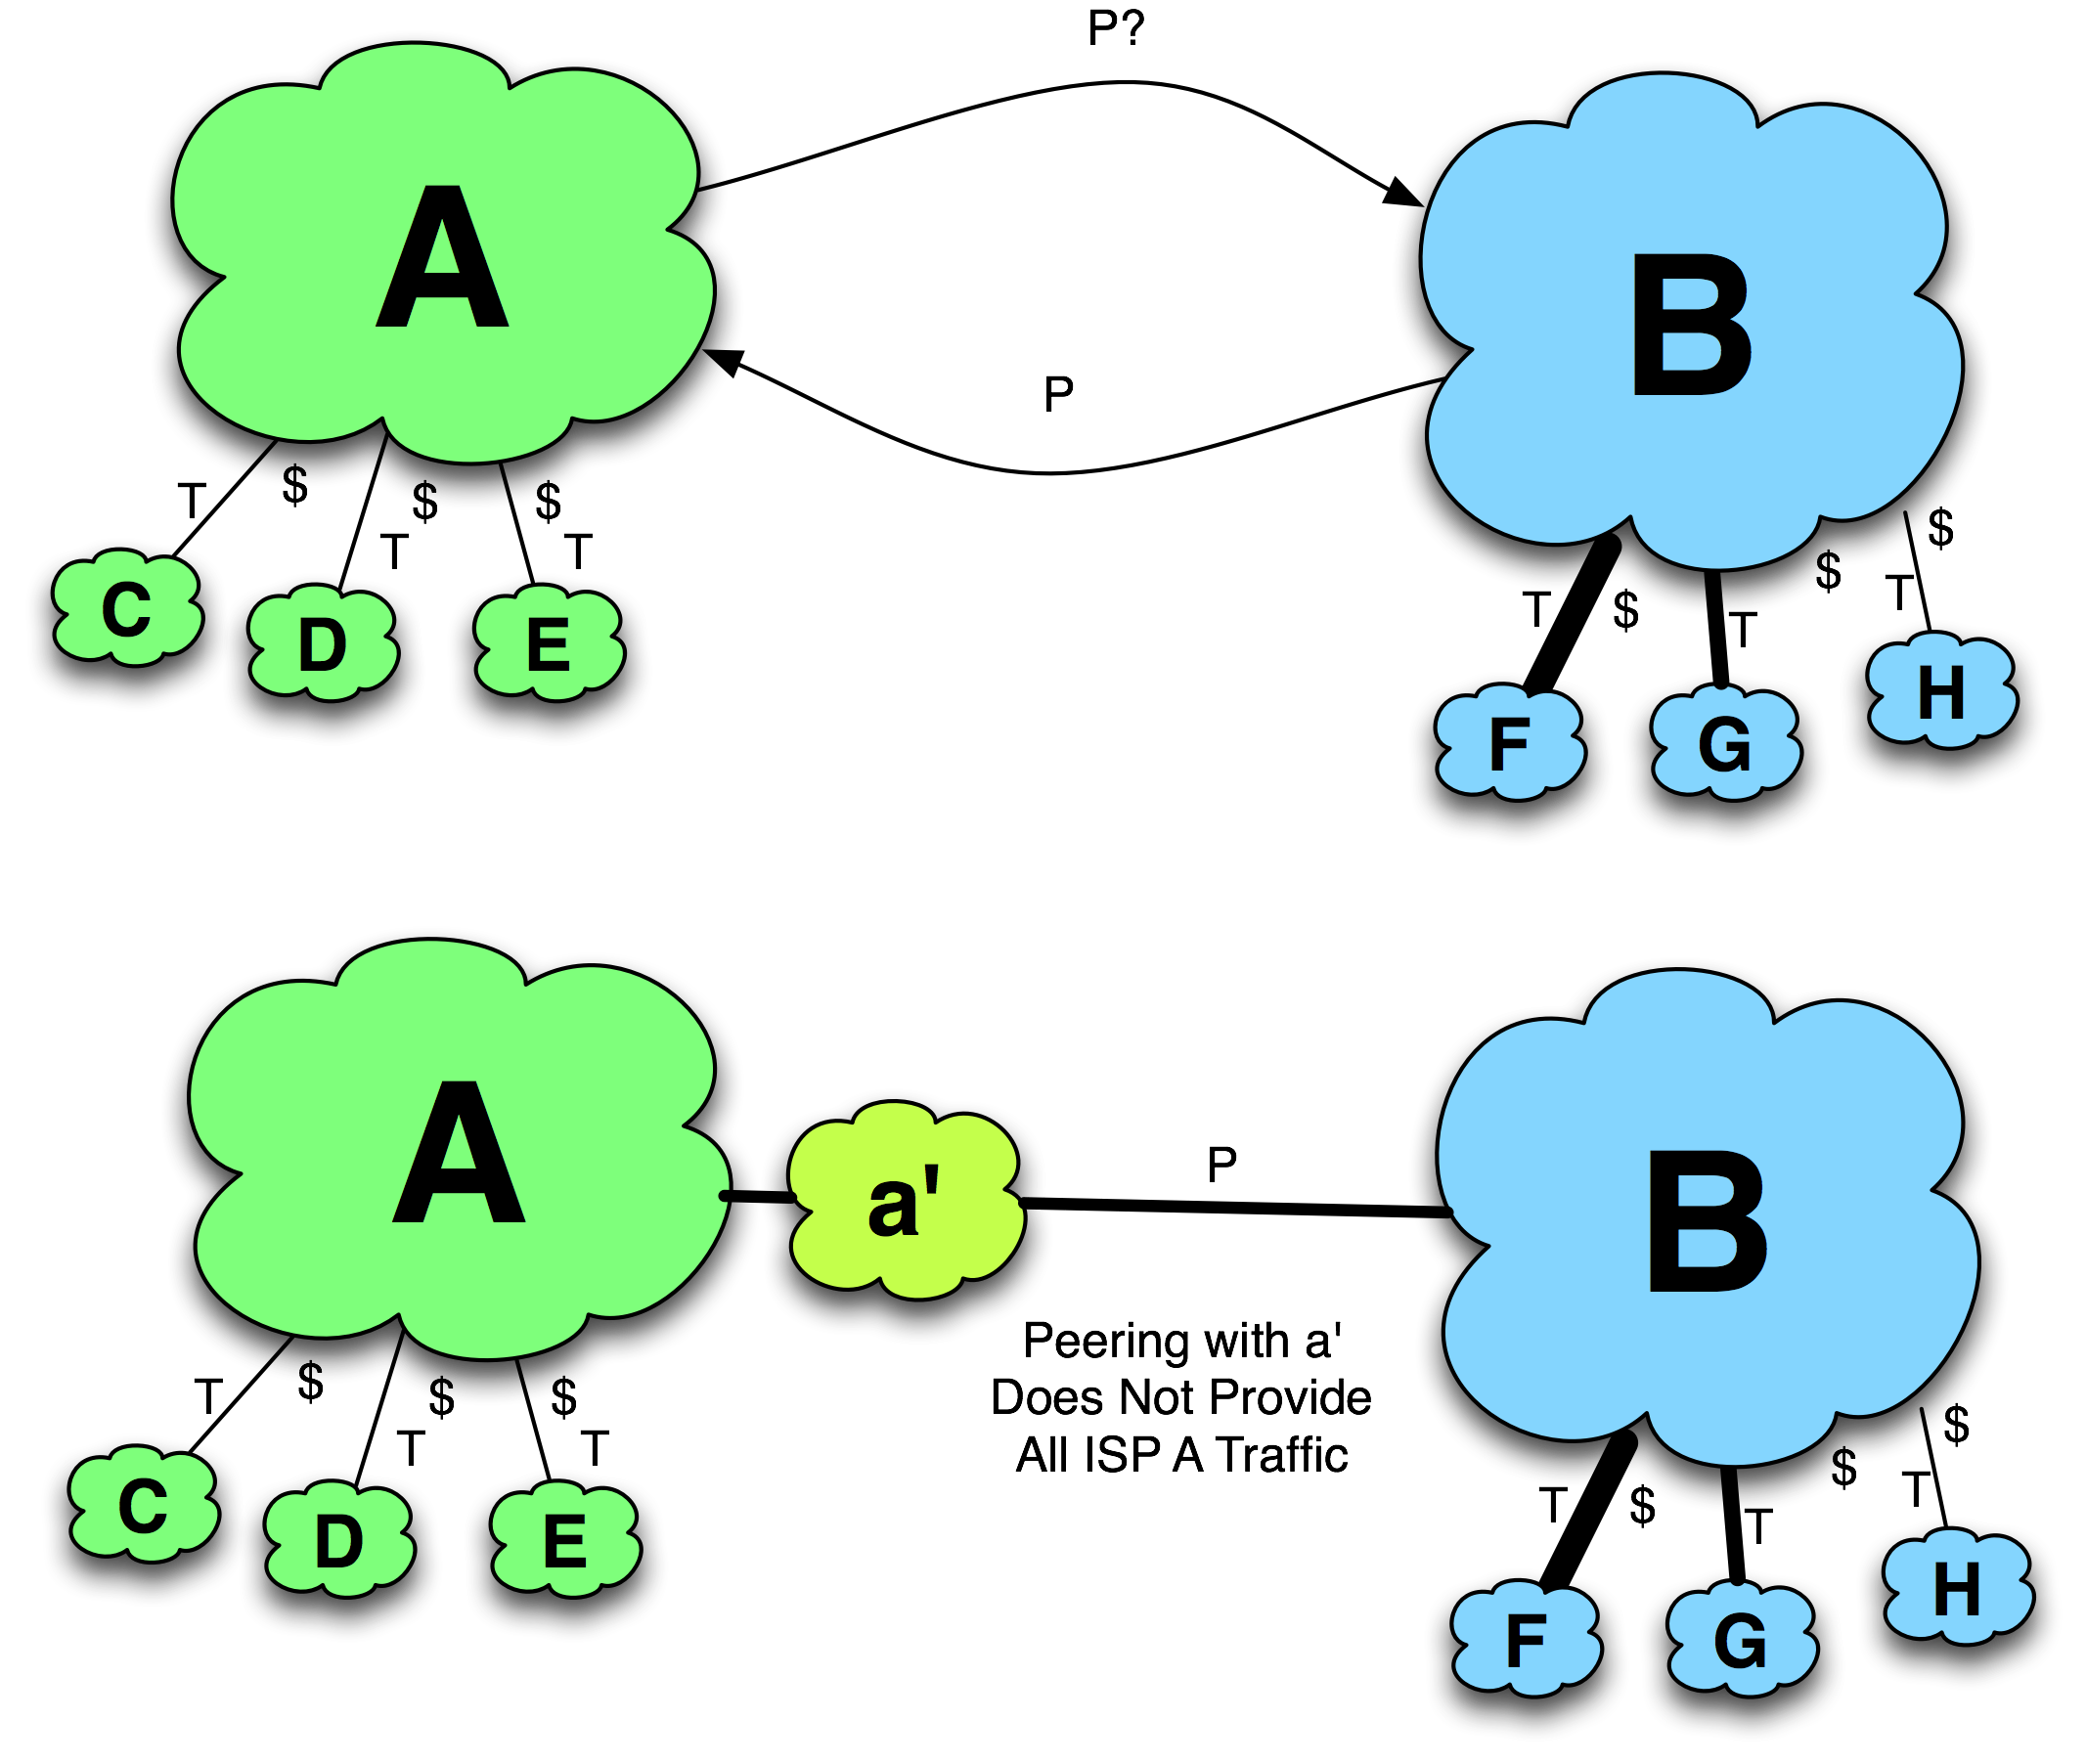 P?
A
B
P
T
$
$
T
$
T
C
D
E
T
$
T
$
T
$
F
G
H
A
a'
P
B
Peering with a'
Does Not Provide
All ISP A Traffic
T
$
$
T
$
T
C
D
E
T
$
T
$
T
$
F
G
H